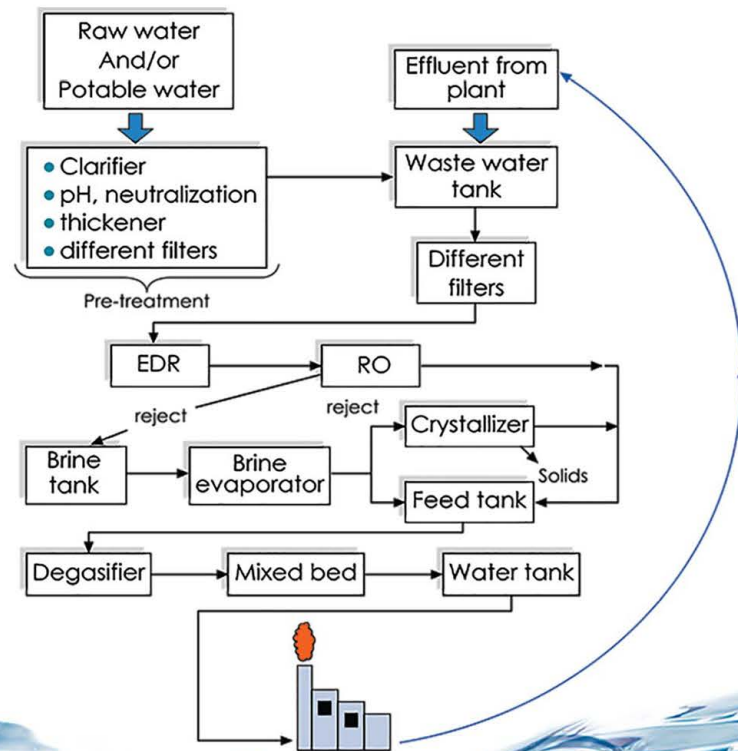 Raw water
And/or
Potable water
Effluent from
plant
• Clarifier
• pH, neutralization
• thickener
• different filters
Waste water
tank
Pre-treatment
Different
filters
EDR
RO
reject
reject
Crystallizer
Solids
Brine
tank
Brine
evaporator
Feed tank
Degasifier
Mixed bed
Water tank